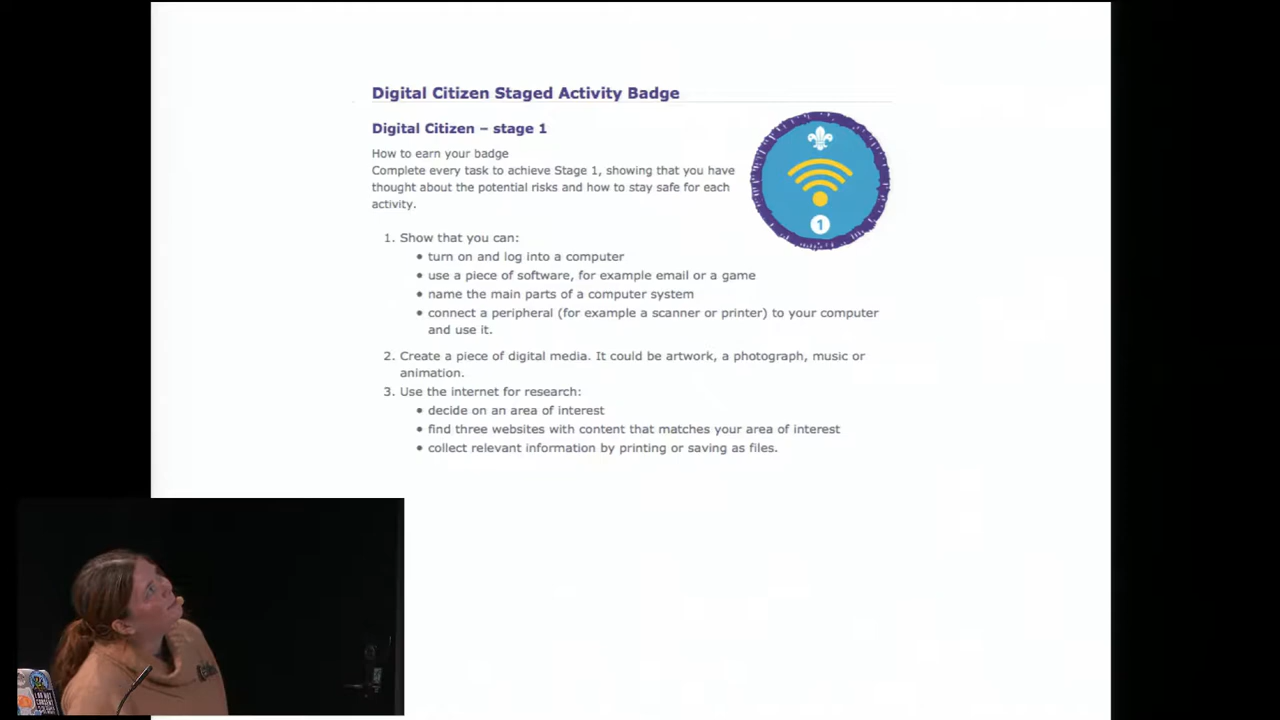 Digital Citizen Staged Activity Badge
Digital Citizen – stage 1
How to earn your badge
Complete every task to achieve Stage 1, showing that you have
thought about the potential risks and how to stay safe for each
activity.
1
1. Show that you can:
• turn on and log into a computer
• use a piece of software, for example email or a game
• name the main parts of a computer system
• connect a peripheral (for example a scanner or printer) to your computer
and use it.
2. Create a piece of digital media. It could be artwork, a photograph, music or
animation.
3. Use the internet for research:
• decide on an area of interest
• find three websites with content that matches your area of interest
• collect relevant information by printing or saving as files.
I DO NOT
CONSENT